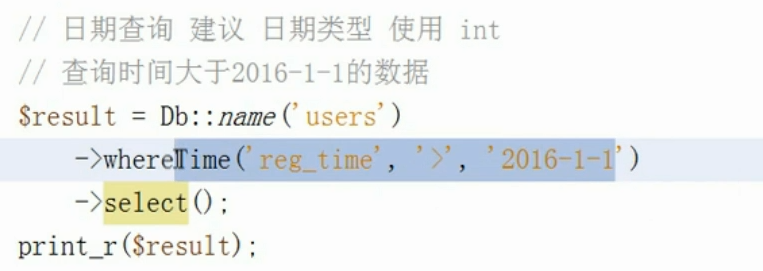 // 日期查询 建议 日期类型 使用 int
// 查询时间大于2016-1-1的数据
$result = Db::name('users')
->whereTime('reg_time', '>', '2016-1-1')
->select();
print_r($result);